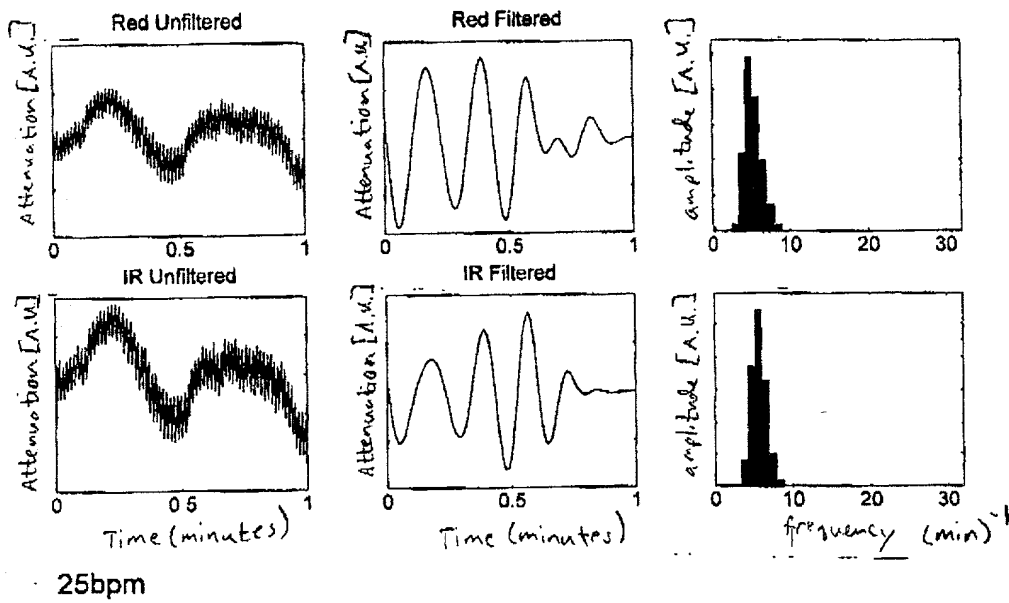 Red Unfiltered
Red Filtered
Attenuation [A.U.]
Attenuation [A.U.]
amplitude [A.U.]
0 0.5 1
0 0.5 1
0 10 20 30
IR Unfiltered
IR Filtered
Attenuation [A.U.]
Attenuation [A.U.]
amplitude [A.U.]
0 0 5 1
0 0.5 1
0 10 20 30
Time (minutes)
Time (minutes)
frequency (min)⁻¹
25bpm